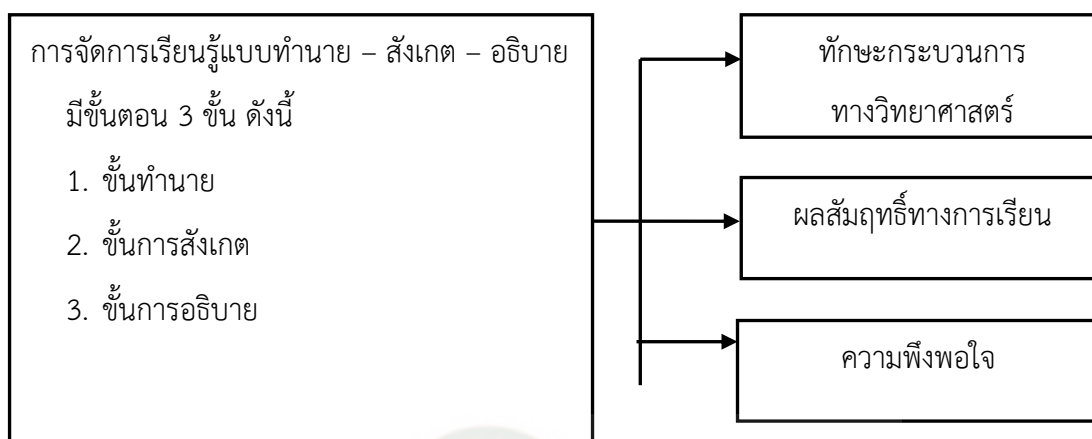 การจัดการเรียนรู้แบบทำนาย – สังเกต – อธิบาย
มีขั้นตอน 3 ขั้น ดังนี้
1. ขั้นทำนาย
2. ขั้นการสังเกต
3. ขั้นการอธิบาย
ทักษะกระบวนการ
ทางวิทยาศาสตร์
ผลสัมฤทธิ์ทางการเรียน
ความพึงพอใจ